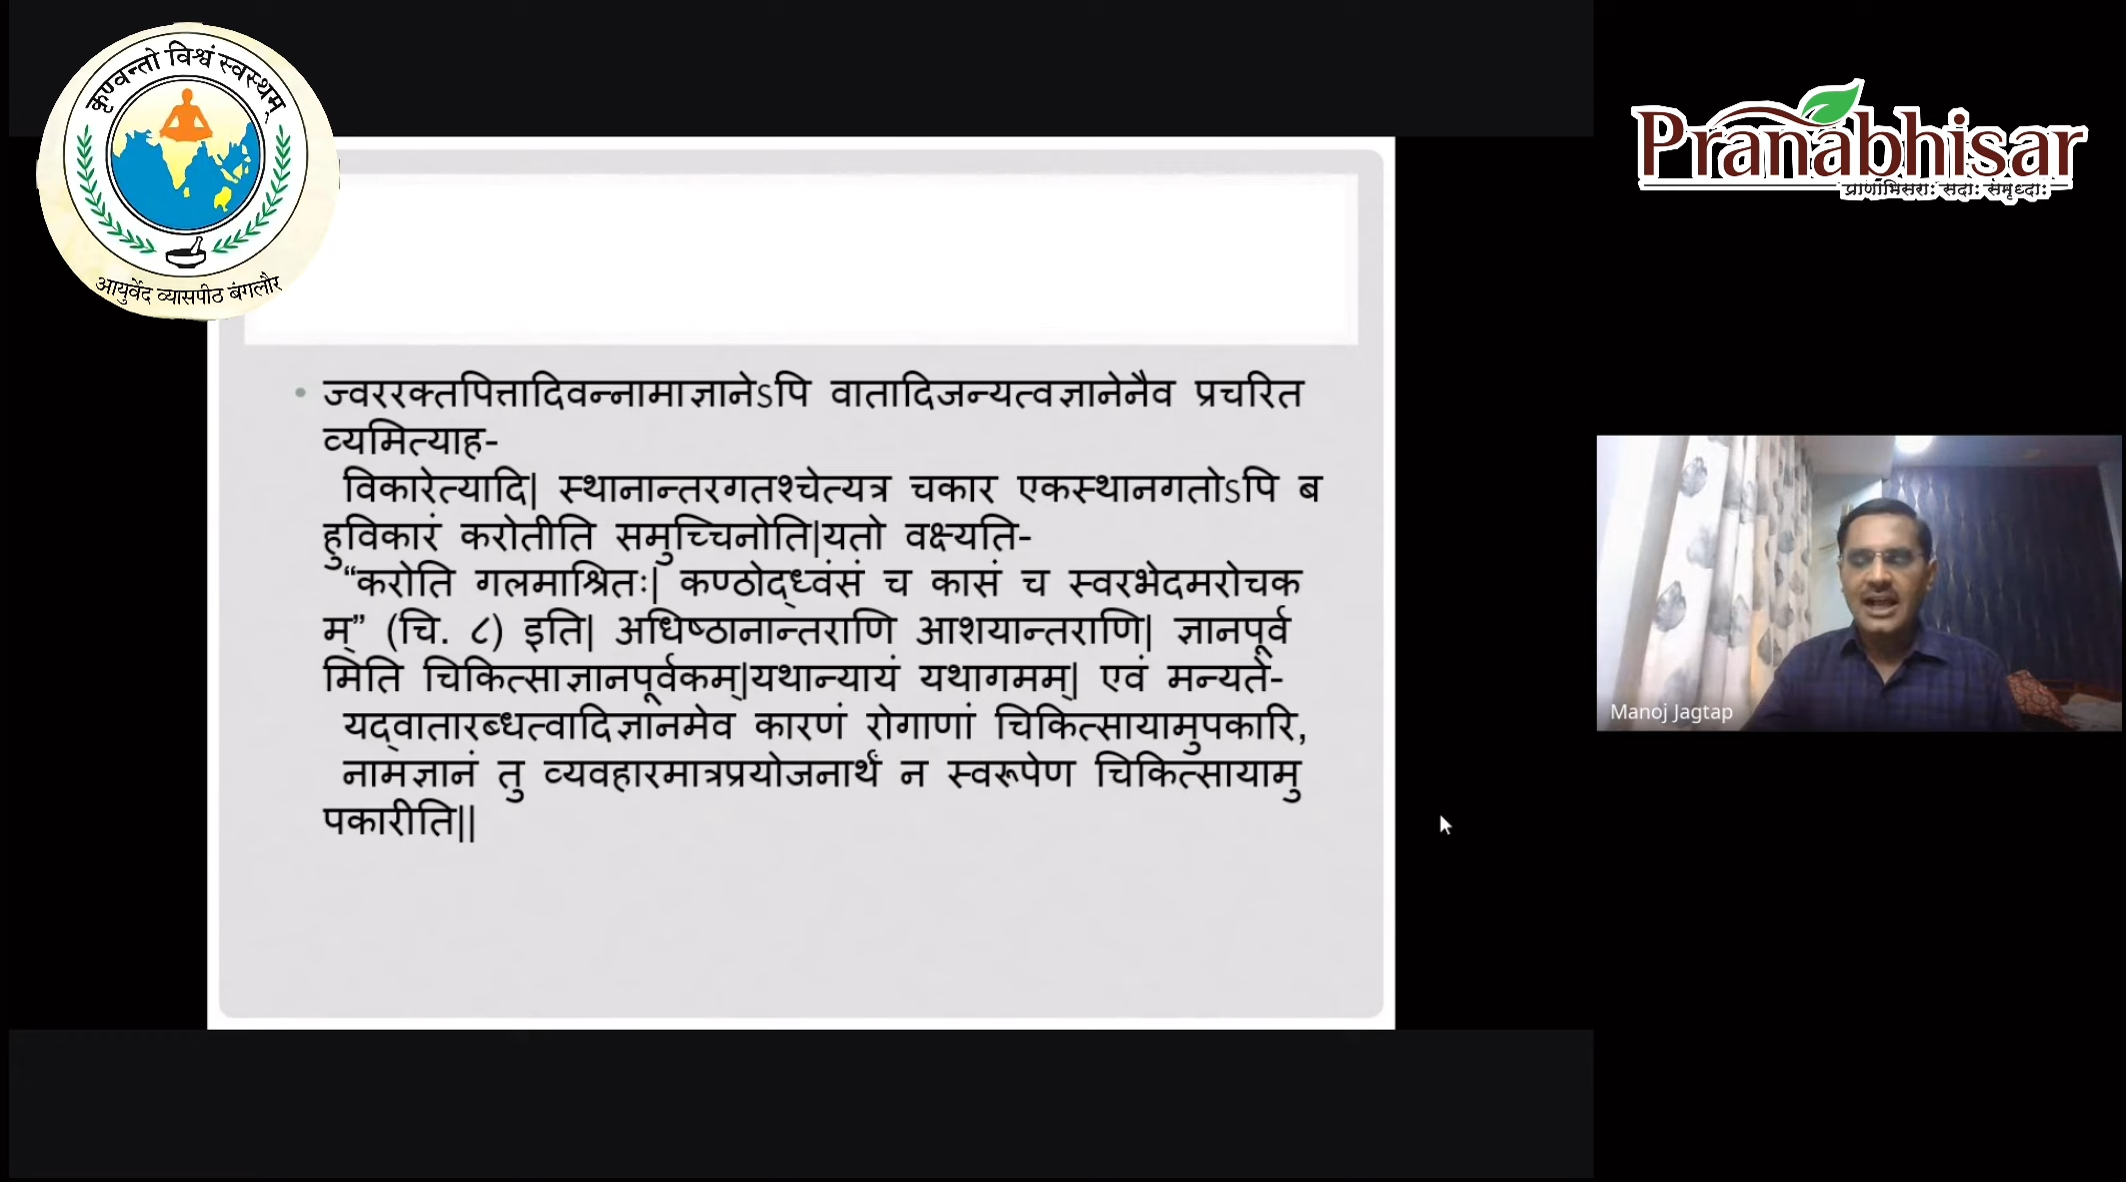 कृण्वन्तो विश्वं स्वस्थम्
आयुर्वेद व्यासपीठ बंगलौर
Pranabhisar
प्राणाभिसराः सदाः संमृध्दाः
ज्वररक्तपित्तादिवन्नामाज्ञानेऽपि वातादिजन्यत्वज्ञानेनैव प्रचरित
व्यमित्याह-
विकारेत्यादि| स्थानान्तरगतश्चेत्यत्र चकार एकस्थानगतोऽपि ब
हुविकारं करोतीति समुच्चिनोति|यतो वक्ष्यति-
“करोति गलमाश्रितः| कण्ठोद्ध्वंसं च कासं च स्वरभेदमरोचक
म्” (चि. ८) इति| अधिष्ठानान्तराणि आशयान्तराणि| ज्ञानपूर्व
मिति चिकित्साज्ञानपूर्वकम्|यथान्यायं यथागमम्| एवं मन्यते-
यद्वातारब्धत्वादिज्ञानमेव कारणं रोगाणां चिकित्सायामुपकारि,
नामज्ञानं तु व्यवहारमात्रप्रयोजनार्थं न स्वरूपेण चिकित्सायामु
पकारीति||
Manoj Jagtap